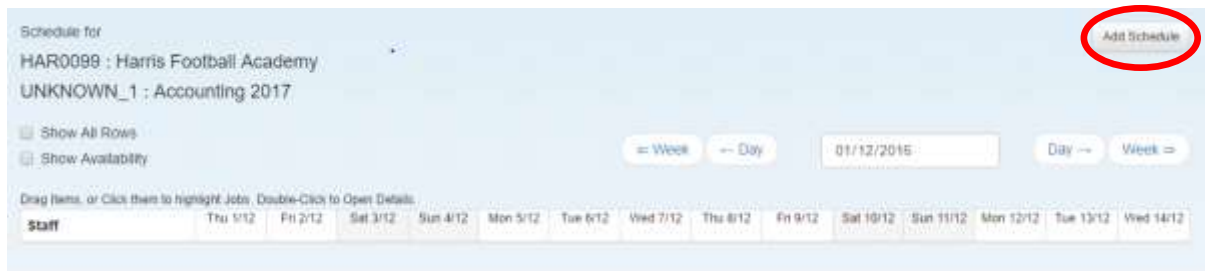 Schedule for
Add Schedule
HAR0099 : Harris Football Academy
UNKNOWN_1 : Accounting 2017
Show All Rows
Show Availability
⇐ Week ← Day 01/12/2016 Day → Week ⇒
Drag Items, or Click them to highlight Jobs. Double-Click to Open Details.
Staff Thu 1/12 Fri 2/12 Sat 3/12 Sun 4/12 Mon 5/12 Tue 6/12 Wed 7/12 Thu 8/12 Fri 9/12 Sat 10/12 Sun 11/12 Mon 12/12 Tue 13/12 Wed 14/12